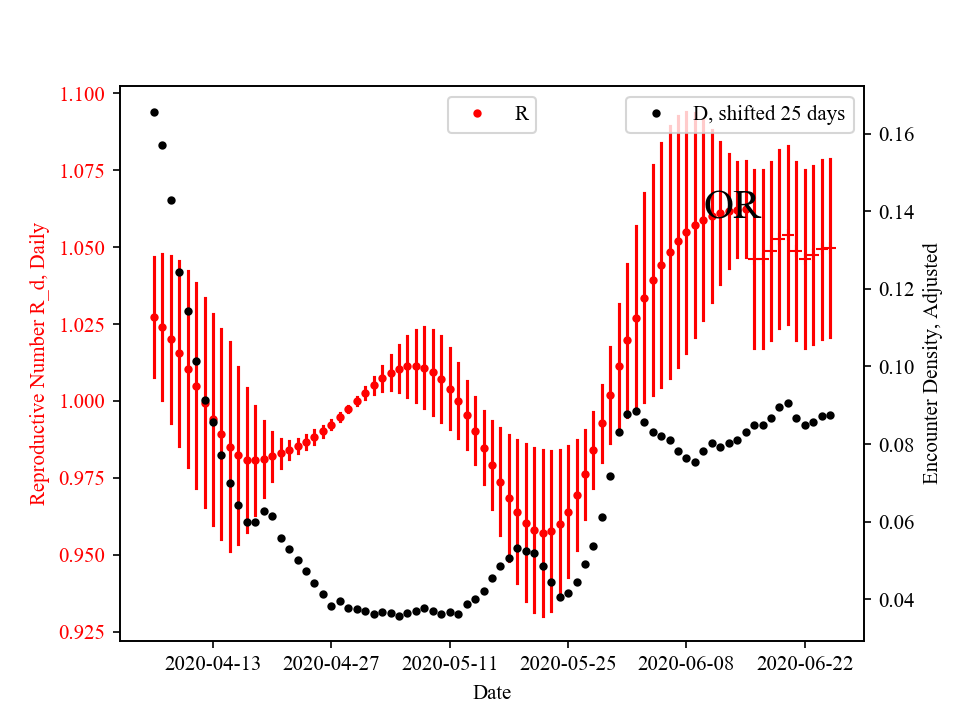 R
D, shifted 25 days
OR
Reproductive Number R_d, Daily
1.100
1.075
1.050
1.025
1.000
0.975
0.950
0.925
0.16
0.14
0.12
0.10
0.08
0.06
0.04
Encounter Density, Adjusted
2020-04-13 2020-04-27 2020-05-11 2020-05-25 2020-06-08 2020-06-22
Date